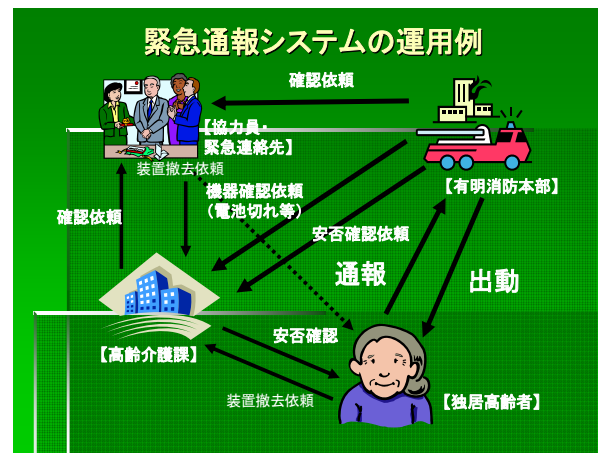 緊急通報システムの運用例
確認依頼
【協力員・
緊急連絡先】
装置撤去依頼
【有明消防本部】
機器確認依頼
（電池切れ等）
確認依頼
安否確認依頼
通報
出動
安否確認
【高齢介護課】
装置撤去依頼
【独居高齢者】